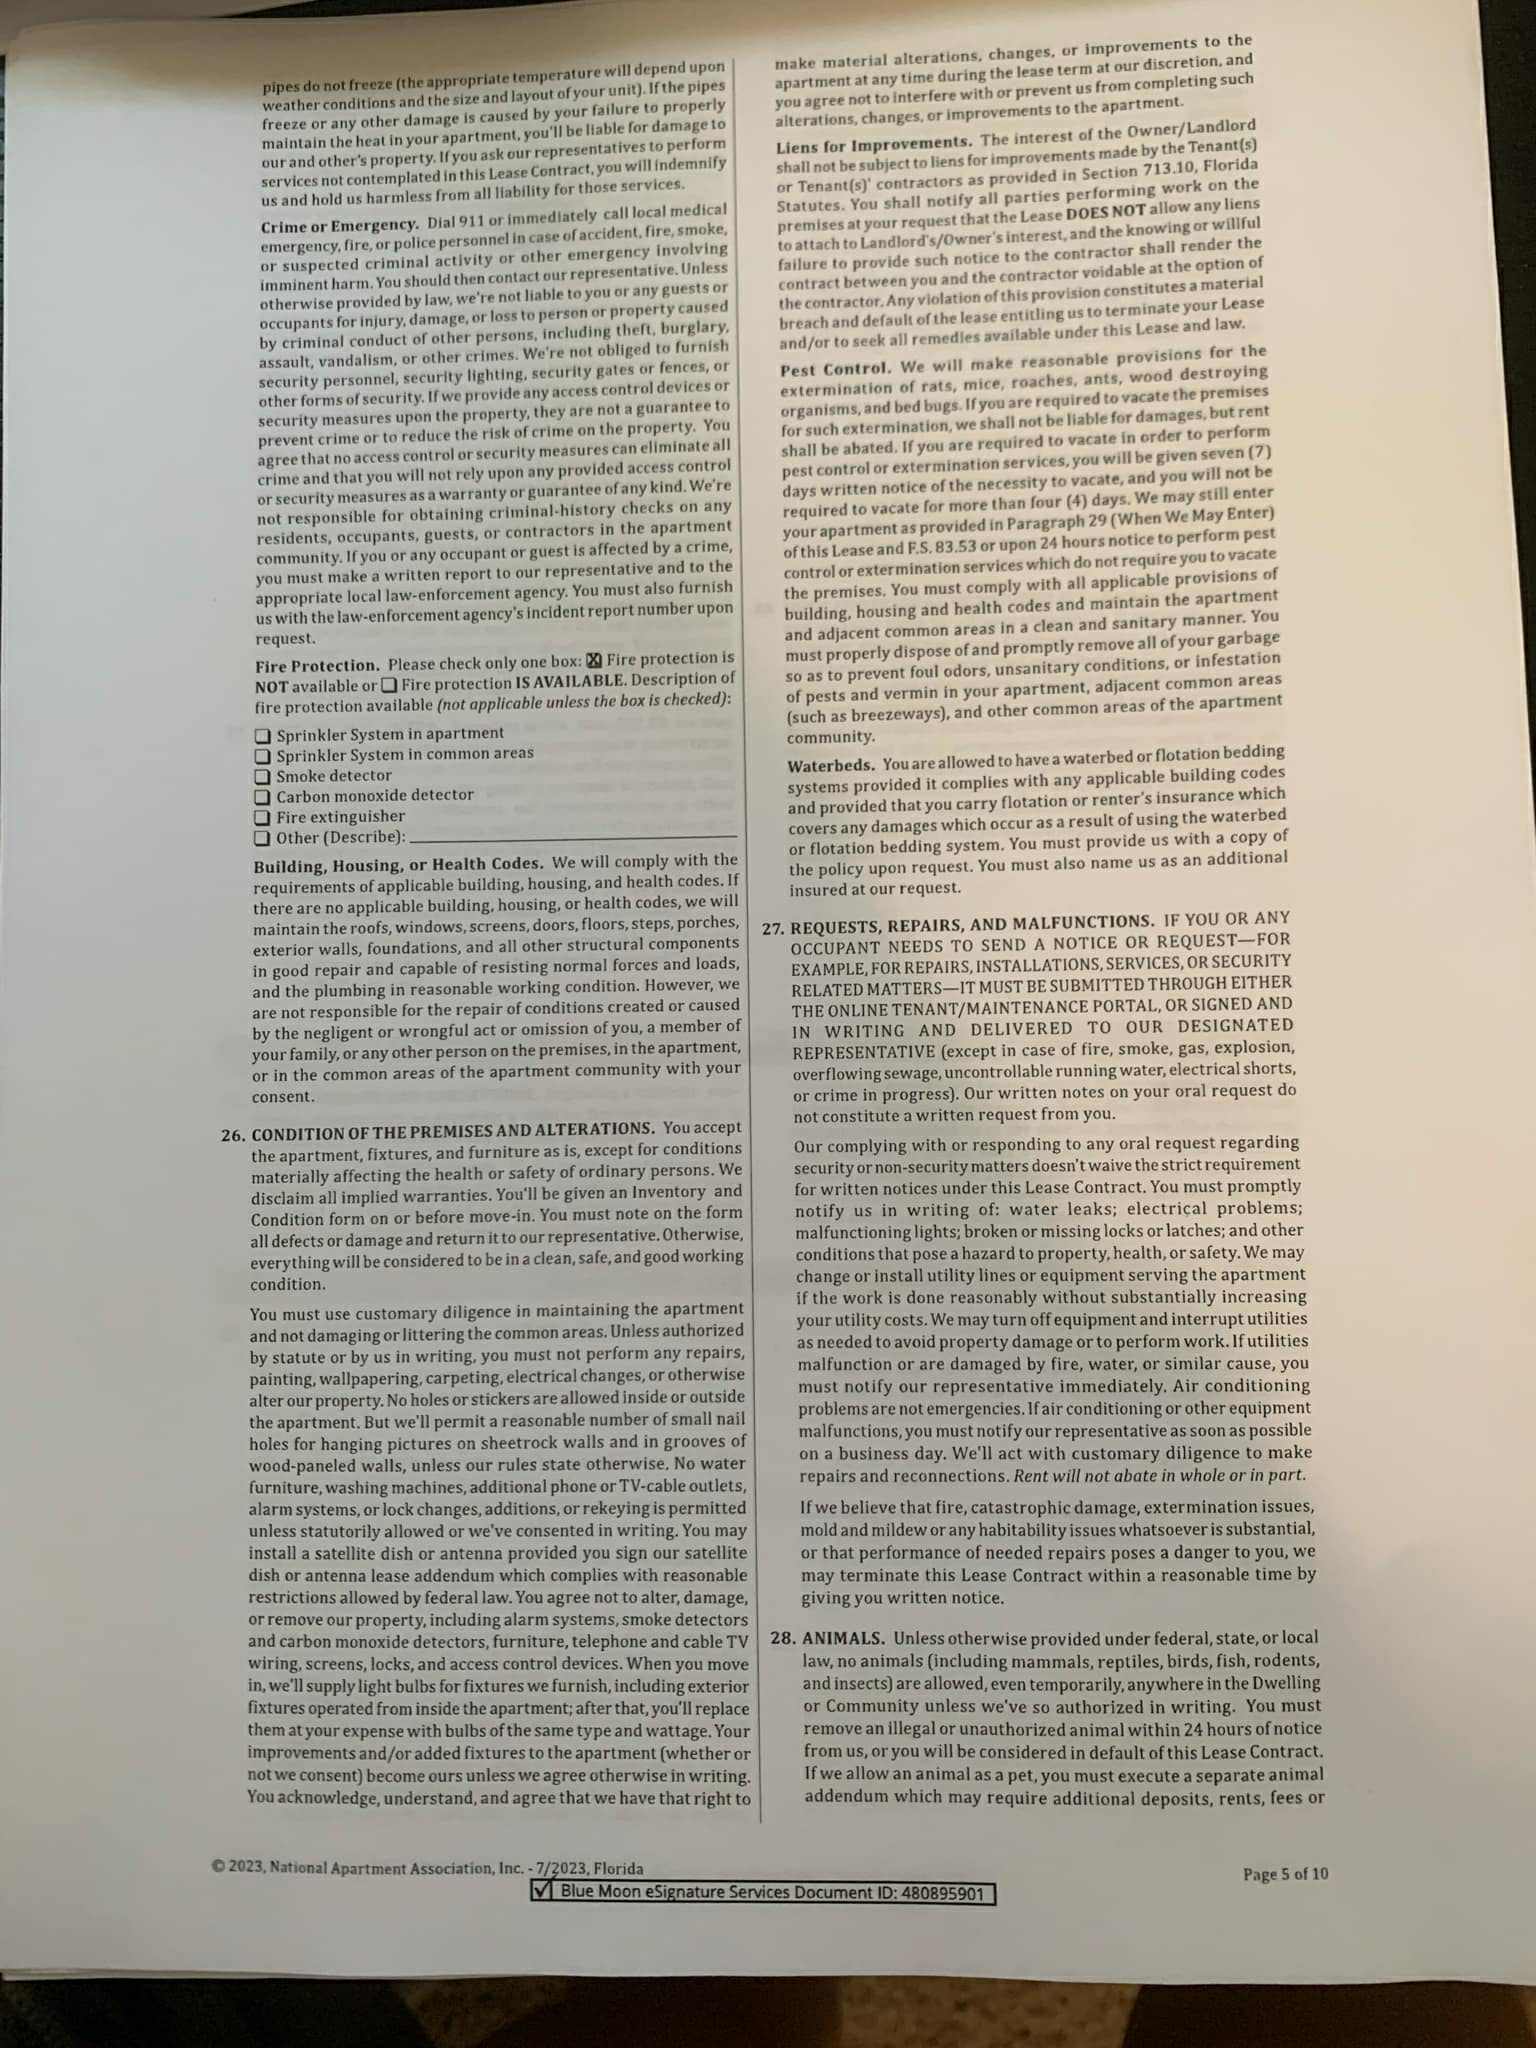 pipes do not freeze (the appropriate temperature will depend upon
weather conditions and the size and layout of your unit). If the pipes
freeze or any other damage is caused by your failure to properly
maintain the heat in your apartment, you'll be liable for damage to
our and other's property. If you ask our representatives to perform
services not contemplated in this Lease Contract, you will indemnify
us and hold us harmless from all liability for those services.
Crime or Emergency. Dial 911 or immediately call local medical
emergency, fire, or police personnel in case of accident, fire, smoke,
or suspected criminal activity or other emergency involving
imminent harm. You should then contact our representative. Unless
otherwise provided by law, we're not liable to you or any guests or
occupants for injury, damage, or loss to person or property caused
by criminal conduct of other persons, including theft, burglary,
assault, vandalism, or other crimes. We're not obliged to furnish
security personnel, security lighting, security gates or fences, or
other forms of security. If we provide any access control devices or
security measures upon the property, they are not a guarantee to
prevent crime or to reduce the risk of crime on the property. You
agree that no access control or security measures can eliminate all
crime and that you will not rely upon any provided access control
or security measures as a warranty or guarantee of any kind. We're
not responsible for obtaining criminal-history checks on any
residents, occupants, guests, or contractors in the apartment
community. If you or any occupant or guest is affected by a crime,
you must make a written report to our representative and to the
appropriate local law-enforcement agency. You must also furnish
us with the law-enforcement agency's incident report number upon
request.
Fire Protection. Please check only one box: ☒ Fire protection is
NOT available or ❏ Fire protection IS AVAILABLE. Description of
fire protection available (not applicable unless the box is checked):
❏ Sprinkler System in apartment
❏ Sprinkler System in common areas
❏ Smoke detector
❏ Carbon monoxide detector
❏ Fire extinguisher
❏ Other (Describe):
Building, Housing, or Health Codes. We will comply with the
requirements of applicable building, housing, and health codes. If
there are no applicable building, housing, or health codes, we will
maintain the roofs, windows, screens, doors, floors, steps, porches,
exterior walls, foundations, and all other structural components
in good repair and capable of resisting normal forces and loads,
and the plumbing in reasonable working condition. However, we
are not responsible for the repair of conditions created or caused
by the negligent or wrongful act or omission of you, a member of
your family, or any other person on the premises, in the apartment,
or in the common areas of the apartment community with your
consent.
26. CONDITION OF THE PREMISES AND ALTERATIONS. You accept
the apartment, fixtures, and furniture as is, except for conditions
materially affecting the health or safety of ordinary persons. We
disclaim all implied warranties. You'll be given an Inventory and
Condition form on or before move-in. You must note on the form
all defects or damage and return it to our representative. Otherwise,
everything will be considered to be in a clean, safe, and good working
condition.
You must use customary diligence in maintaining the apartment
and not damaging or littering the common areas. Unless authorized
by statute or by us in writing, you must not perform any repairs,
painting, wallpapering, carpeting, electrical changes, or otherwise
alter our property. No holes or stickers are allowed inside or outside
the apartment. But we'll permit a reasonable number of small nail
holes for hanging pictures on sheetrock walls and in grooves of
wood-paneled walls, unless our rules state otherwise. No water
furniture, washing machines, additional phone or TV-cable outlets,
alarm systems, or lock changes, additions, or rekeying is permitted
unless statutorily allowed or we've consented in writing. You may
install a satellite dish or antenna provided you sign our satellite
dish or antenna lease addendum which complies with reasonable
restrictions allowed by federal law. You agree not to alter, damage,
or remove our property, including alarm systems, smoke detectors
and carbon monoxide detectors, furniture, telephone and cable TV
wiring, screens, locks, and access control devices. When you move
in, we'll supply light bulbs for fixtures we furnish, including exterior
fixtures operated from inside the apartment; after that, you'll replace
them at your expense with bulbs of the same type and wattage. Your
improvements and/or added fixtures to the apartment (whether or
not we consent) become ours unless we agree otherwise in writing.
You acknowledge, understand, and agree that we have that right to
make material alterations, changes, or improvements to the
apartment at any time during the lease term at our discretion, and
you agree not to interfere with or prevent us from completing such
alterations, changes, or improvements to the apartment.
Liens for Improvements. The interest of the Owner/Landlord
shall not be subject to liens for improvements made by the Tenant(s)
or Tenant(s)' contractors as provided in Section 713.10, Florida
Statutes. You shall notify all parties performing work on the
premises at your request that the Lease DOES NOT allow any liens
to attach to Landlord's/Owner's interest, and the knowing or willful
failure to provide such notice to the contractor shall render the
contract between you and the contractor voidable at the option of
the contractor. Any violation of this provision constitutes a material
breach and default of the lease entitling us to terminate your Lease
and/or to seek all remedies available under this Lease and law.
Pest Control. We will make reasonable provisions for the
extermination of rats, mice, roaches, ants, wood destroying
organisms, and bed bugs. If you are required to vacate the premises
for such extermination, we shall not be liable for damages, but rent
shall be abated. If you are required to vacate in order to perform
pest control or extermination services, you will be given seven (7)
days written notice of the necessity to vacate, and you will not be
required to vacate for more than four (4) days. We may still enter
your apartment as provided in Paragraph 29 (When We May Enter)
of this Lease and F.S. 83.53 or upon 24 hours notice to perform pest
control or extermination services which do not require you to vacate
the premises. You must comply with all applicable provisions of
building, housing and health codes and maintain the apartment
and adjacent common areas in a clean and sanitary manner. You
must properly dispose of and promptly remove all of your garbage
so as to prevent foul odors, unsanitary conditions, or infestation
of pests and vermin in your apartment, adjacent common areas
(such as breezeways), and other common areas of the apartment
community.
Waterbeds. You are allowed to have a waterbed or flotation bedding
systems provided it complies with any applicable building codes
and provided that you carry flotation or renter's insurance which
covers any damages which occur as a result of using the waterbed
or flotation bedding system. You must provide us with a copy of
the policy upon request. You must also name us as an additional
insured at our request.
27. REQUESTS, REPAIRS, AND MALFUNCTIONS. IF YOU OR ANY
OCCUPANT NEEDS TO SEND A NOTICE OR REQUEST—FOR
EXAMPLE, FOR REPAIRS, INSTALLATIONS, SERVICES, OR SECURITY
RELATED MATTERS—IT MUST BE SUBMITTED THROUGH EITHER
THE ONLINE TENANT/MAINTENANCE PORTAL, OR SIGNED AND
IN WRITING AND DELIVERED TO OUR DESIGNATED
REPRESENTATIVE (except in case of fire, smoke, gas, explosion,
overflowing sewage, uncontrollable running water, electrical shorts,
or crime in progress). Our written notes on your oral request do
not constitute a written request from you.
Our complying with or responding to any oral request regarding
security or non-security matters doesn't waive the strict requirement
for written notices under this Lease Contract. You must promptly
notify us in writing of: water leaks; electrical problems;
malfunctioning lights; broken or missing locks or latches; and other
conditions that pose a hazard to property, health, or safety. We may
change or install utility lines or equipment serving the apartment
if the work is done reasonably without substantially increasing
your utility costs. We may turn off equipment and interrupt utilities
as needed to avoid property damage or to perform work. If utilities
malfunction or are damaged by fire, water, or similar cause, you
must notify our representative immediately. Air conditioning
problems are not emergencies. If air conditioning or other equipment
malfunctions, you must notify our representative as soon as possible
on a business day. We'll act with customary diligence to make
repairs and reconnections. Rent will not abate in whole or in part.
If we believe that fire, catastrophic damage, extermination issues,
mold and mildew or any habitability issues whatsoever is substantial,
or that performance of needed repairs poses a danger to you, we
may terminate this Lease Contract within a reasonable time by
giving you written notice.
28. ANIMALS. Unless otherwise provided under federal, state, or local
law, no animals (including mammals, reptiles, birds, fish, rodents,
and insects) are allowed, even temporarily, anywhere in the Dwelling
or Community unless we've so authorized in writing. You must
remove an illegal or unauthorized animal within 24 hours of notice
from us, or you will be considered in default of this Lease Contract.
If we allow an animal as a pet, you must execute a separate animal
addendum which may require additional deposits, rents, fees or
© 2023, National Apartment Association, Inc. - 7/2023, Florida
Blue Moon eSignature Services Document ID: 480895901
Page 5 of 10